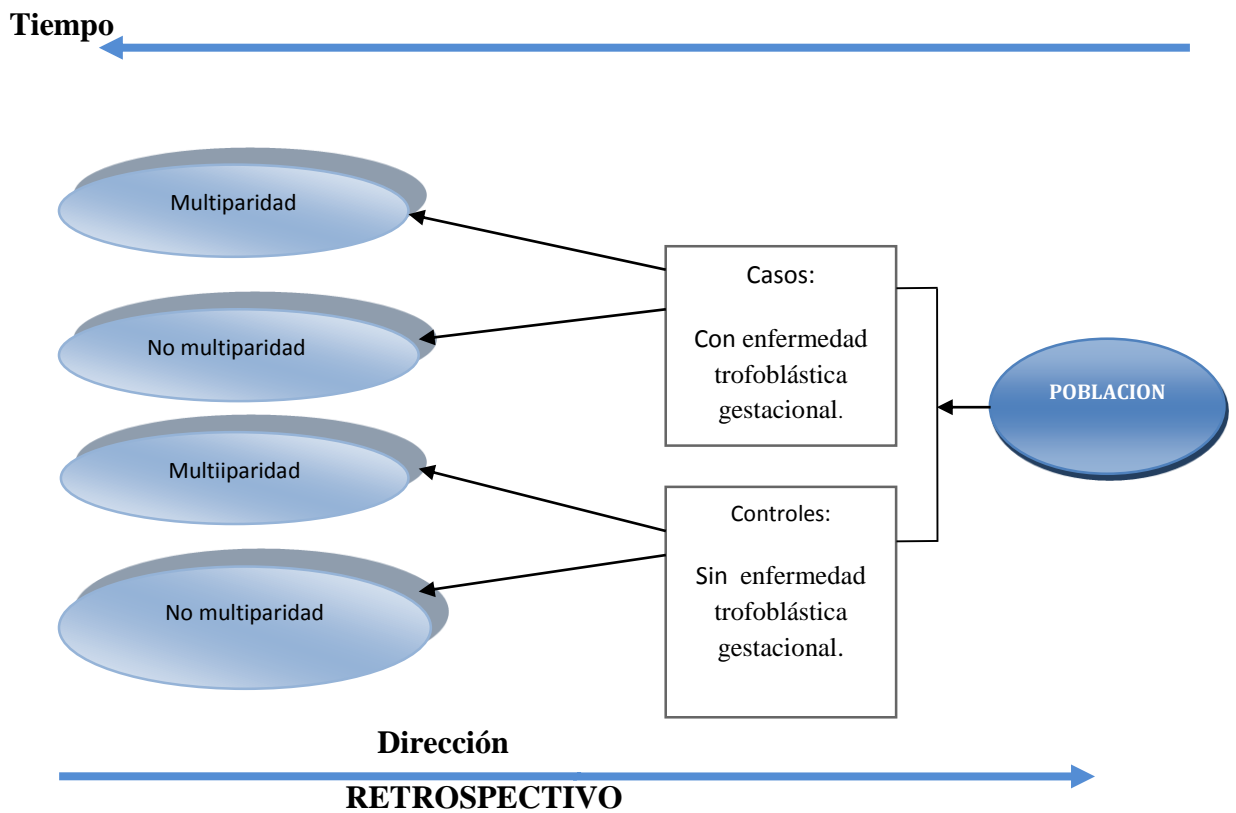 Tiempo
Multiparidad
No multiparidad
Multiiparidad
No multiparidad
Casos:
Con enfermedad
trofoblástica
gestacional.
Controles:
Sin enfermedad
trofoblástica
gestacional.
POBLACION
Dirección
RETROSPECTIVO